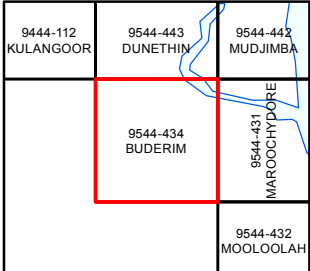 9444-112
KULANGOOR
9544-443
DUNETHIN
9544-442
MUDJIMBA
9544-434
BUDERIM
9544-431
MAROOCHYDORE
9544-432
MOOLOOLAH